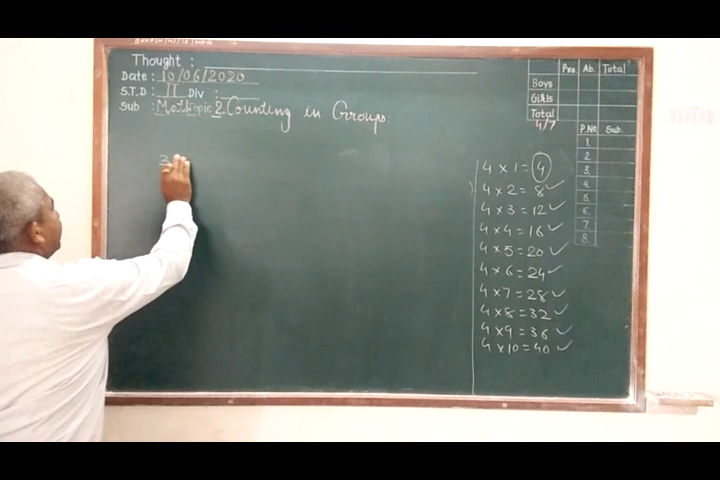 Thought :
Date : 10/06/2020
S.T.D : II Div :
Sub : Math Topic 2. Counting in Groups.
3
4 x 1 = 4
4 x 2 = 8 ✓
4 x 3 = 12 ✓
4 x 4 = 16 ✓
4 x 5 = 20 ✓
4 x 6 = 24 ✓
4 x 7 = 28 ✓
4 x 8 = 32 ✓
4 x 9 = 36 ✓
4 x 10 = 40 ✓
Pre. Ab. Total
Boys
Girls
Total
4/7
P.No. Sub.
1.
2.
3.
4.
5.
6.
7.
8.